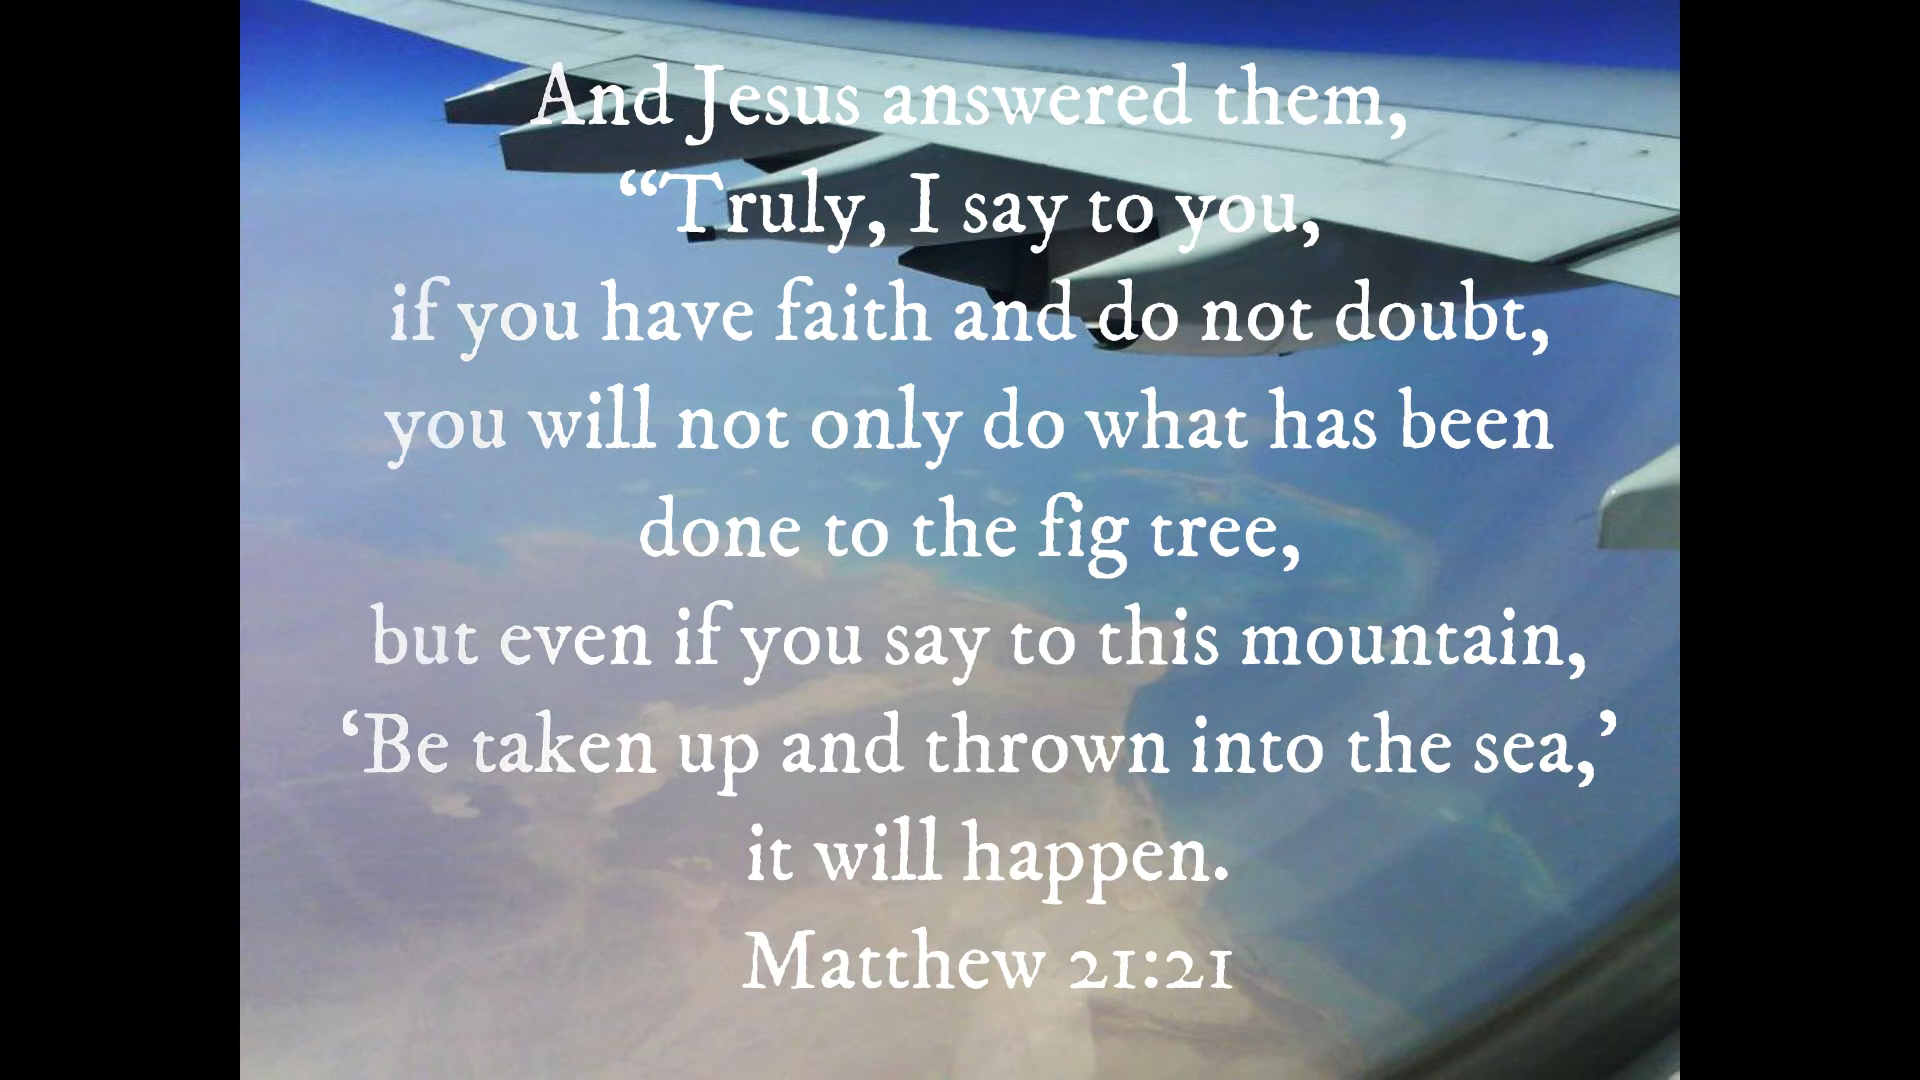 And Jesus answered them,
“Truly, I say to you,
if you have faith and do not doubt,
you will not only do what has been
done to the fig tree,
but even if you say to this mountain,
‘Be taken up and thrown into the sea,’
it will happen.
Matthew 21:21